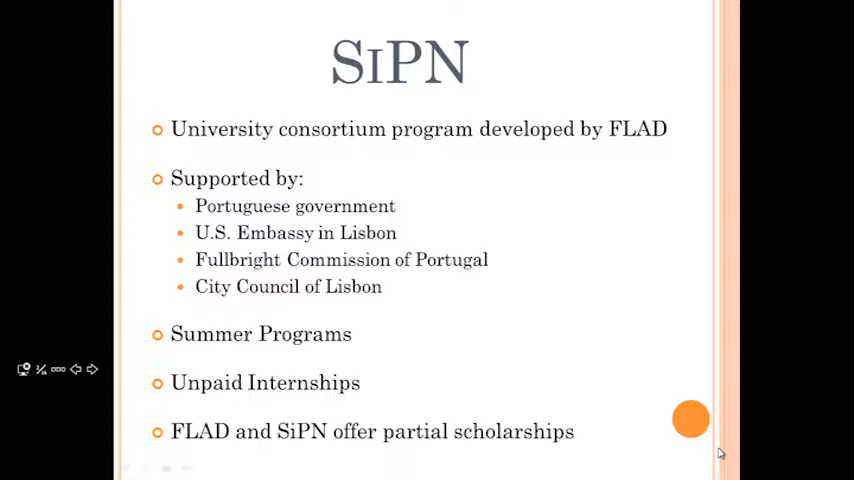 SIPN
University consortium program developed by FLAD
Supported by:
Portuguese government
U.S. Embassy in Lisbon
Fullbright Commission of Portugal
City Council of Lisbon
Summer Programs
Unpaid Internships
FLAD and SiPN offer partial scholarships